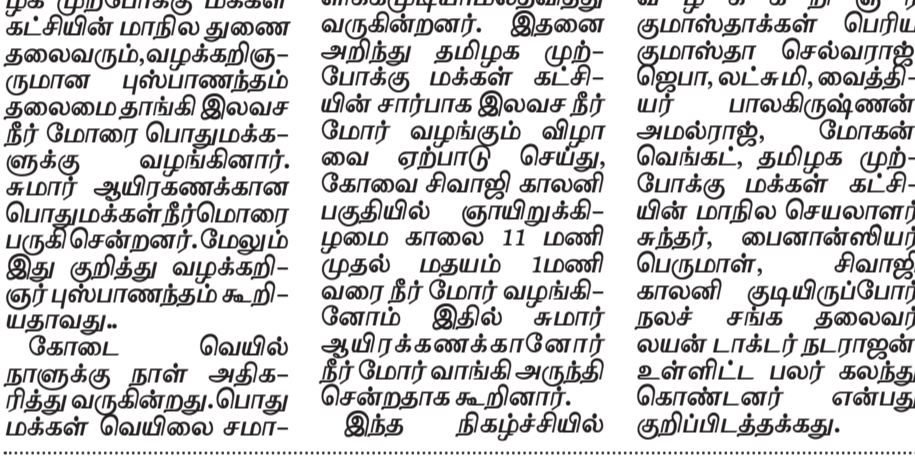 ழக முற்போக்கு மக்கள்
கட்சியின் மாநில துணை
தலைவரும்,வழக்கறிஞ-
ருமான புஸ்பாணந்தம்
தலைமை தாங்கி இலவச
நீர் மோரை பொதுமக்க-
ளுக்கு வழங்கினார்.
சுமார் ஆயிரகணக்கான
பொதுமக்கள் நீர்மொரை
பருகி சென்றனர்.மேலும்
இது குறித்து வழக்கறி-
ஞர் புஸ்பாணந்தம் கூறி-
யதாவது..
கோடை வெயில்
நாளுக்கு நாள் அதிக-
ரித்து வருகின்றது.பொது
மக்கள் வெயிலை சமா-
வருகின்றனர். இதனை
அறிந்து தமிழக முற்-
போக்கு மக்கள் கட்சி-
யின் சார்பாக இலவச நீர்
மோர் வழங்கும் விழா
வை ஏற்பாடு செய்து,
கோவை சிவாஜி காலனி
பகுதியில் ஞாயிறுக்கி-
ழமை காலை 11 மணி
முதல் மதயம் 1மணி
வரை நீர் மோர் வழங்கி-
னோம் இதில் சுமார்
ஆயிரக்கணக்கானோர்
நீர் மோர் வாங்கி அருந்தி
சென்றதாக கூறினார்.
இந்த நிகழ்ச்சியில்
குமாஸ்தாக்கள் பெரிய
குமாஸ்தா செல்வராஜ்
ஜெபா, லட்சுமி, வைத்தி-
யர் பாலகிருஷ்ணன்
அமல்ராஜ், மோகன்
வெங்கட், தமிழக முற்-
போக்கு மக்கள் கட்சி-
யின் மாநில செயலாளர்
சுந்தர், பைனான்ஸியர்
பெருமாள், சிவாஜி
காலனி குடியிருப்போர்
நலச் சங்க தலைவர்
லயன் டாக்டர் நடராஜன்
உள்ளிட்ட பலர் கலந்து
கொண்டனர் என்பது
குறிப்பிடத்தக்கது.